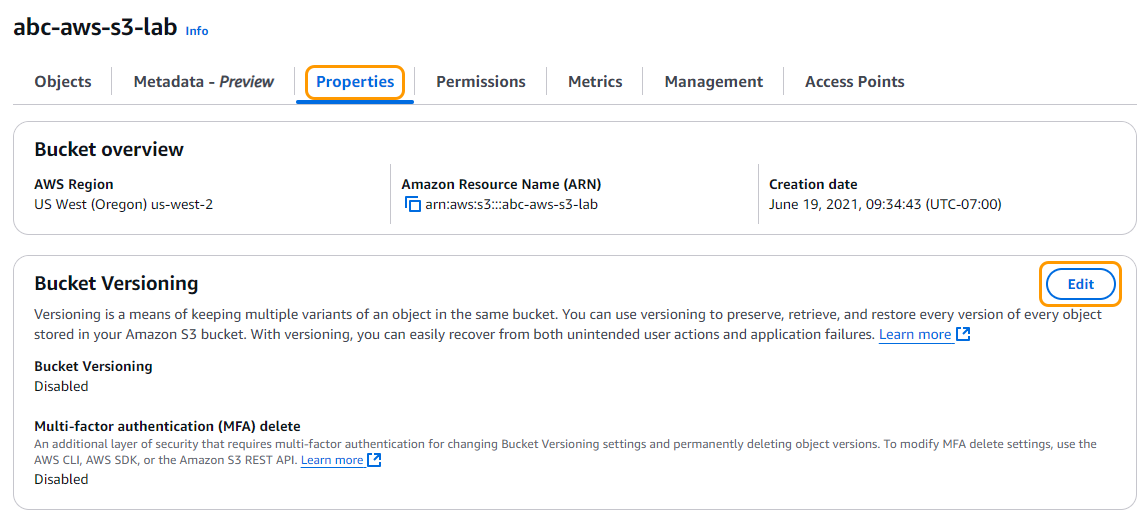 abc-aws-s3-lab Info
Objects Metadata - Preview Properties Permissions Metrics Management Access Points
Bucket overview
AWS Region Amazon Resource Name (ARN) Creation date
US West (Oregon) us-west-2 arn:aws:s3:::abc-aws-s3-lab June 19, 2021, 09:34:43 (UTC-07:00)
Bucket Versioning Edit
Versioning is a means of keeping multiple variants of an object in the same bucket. You can use versioning to preserve, retrieve, and restore every version of every object
stored in your Amazon S3 bucket. With versioning, you can easily recover from both unintended user actions and application failures. Learn more
Bucket Versioning
Disabled
Multi-factor authentication (MFA) delete
An additional layer of security that requires multi-factor authentication for changing Bucket Versioning settings and permanently deleting object versions. To modify MFA delete settings, use the
AWS CLI, AWS SDK, or the Amazon S3 REST API. Learn more
Disabled